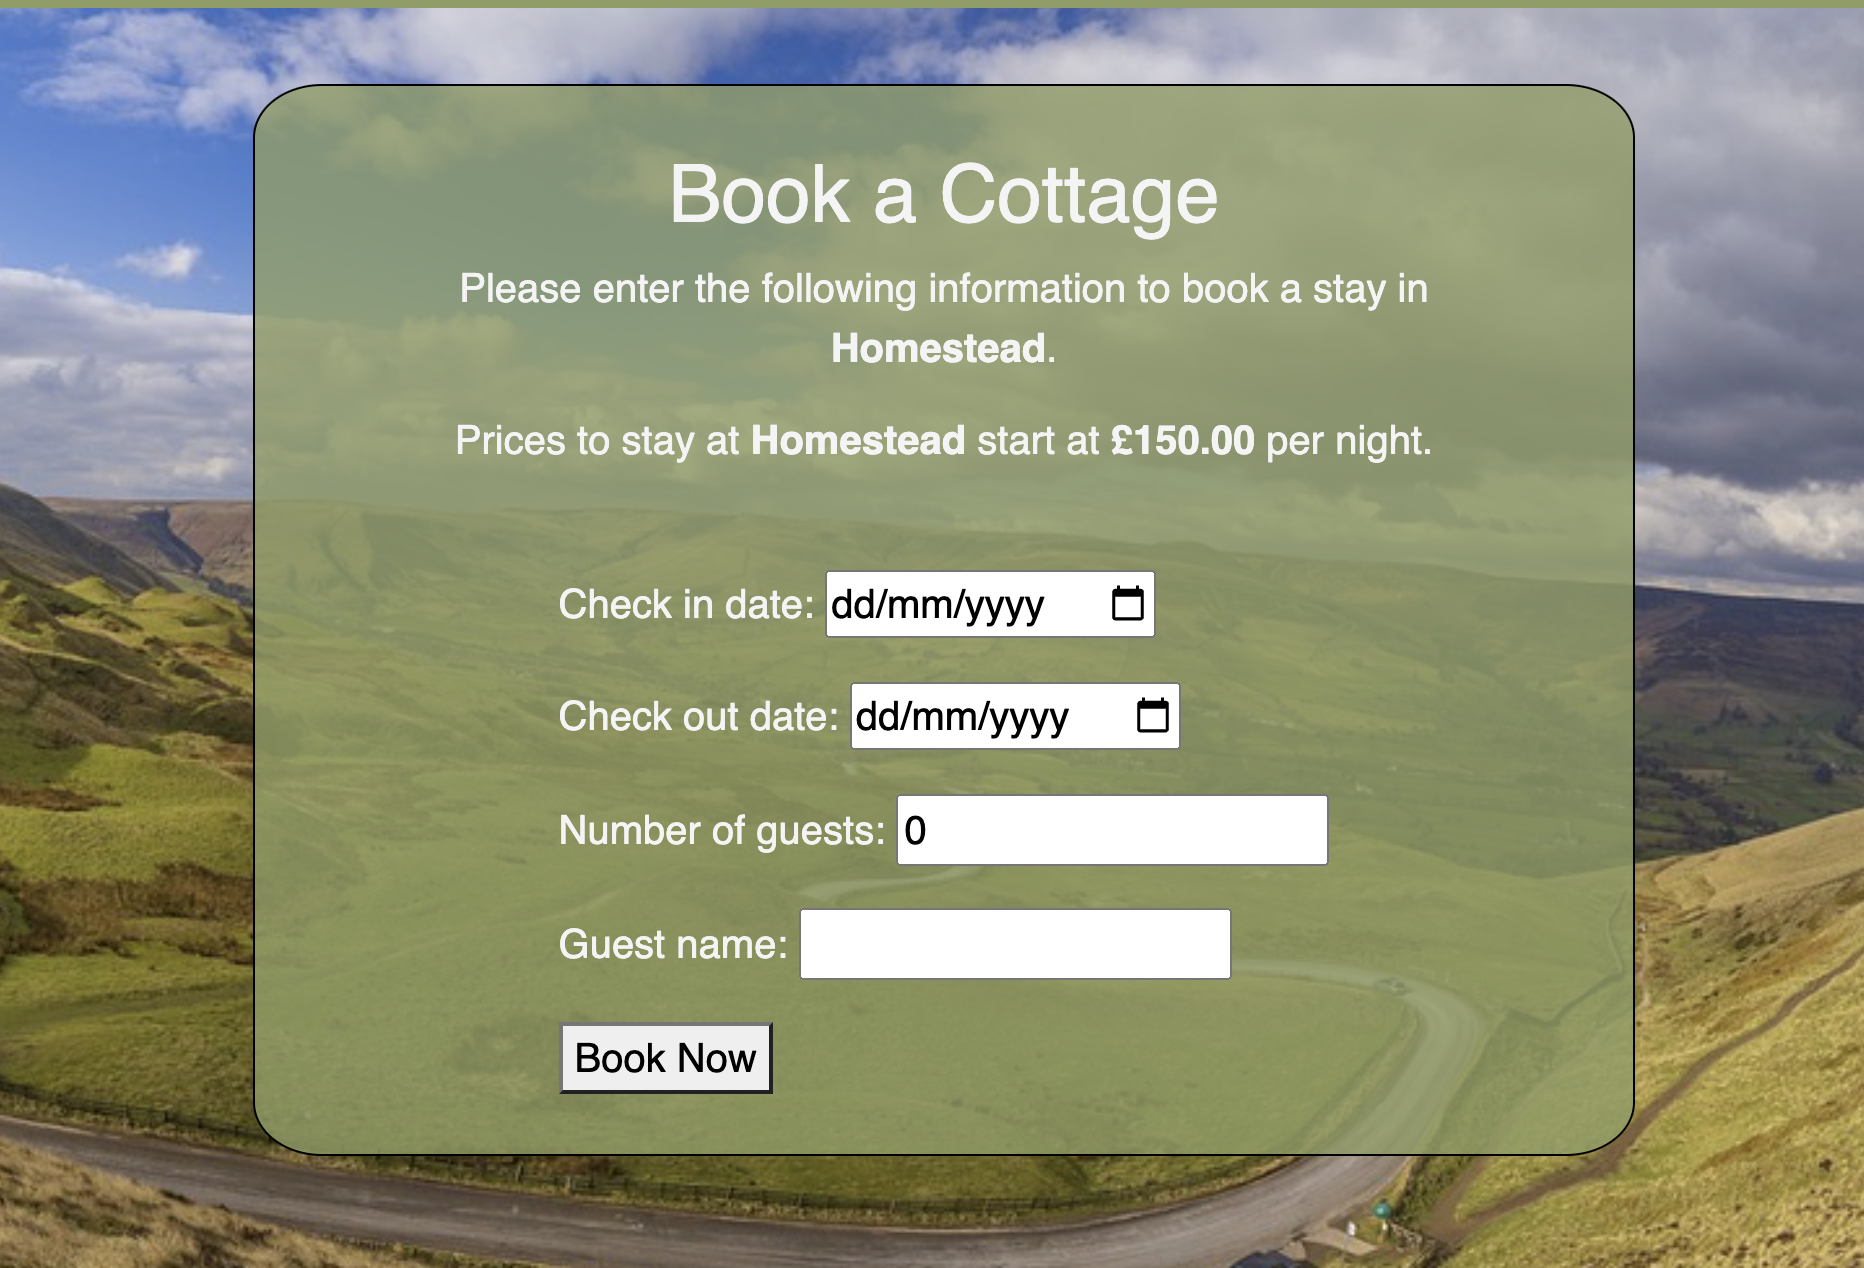 Book a Cottage
Please enter the following information to book a stay in
Homestead.
Prices to stay at Homestead start at £150.00 per night.
Check in date: dd/mm/yyyy
Check out date: dd/mm/yyyy
Number of guests: 0
Guest name:
Book Now